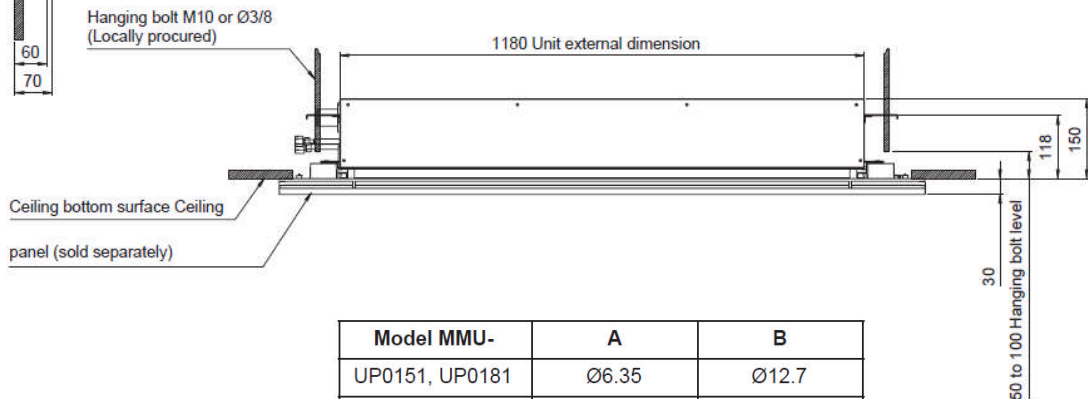 Hanging bolt M10 or Ø3/8
(Locally procured)
60
70
1180 Unit external dimension
118
150
Ceiling bottom surface Ceiling
panel (sold separately)
30
50 to 100 Hanging bolt level
Model MMU- A B
UP0151, UP0181 Ø6.35 Ø12.7